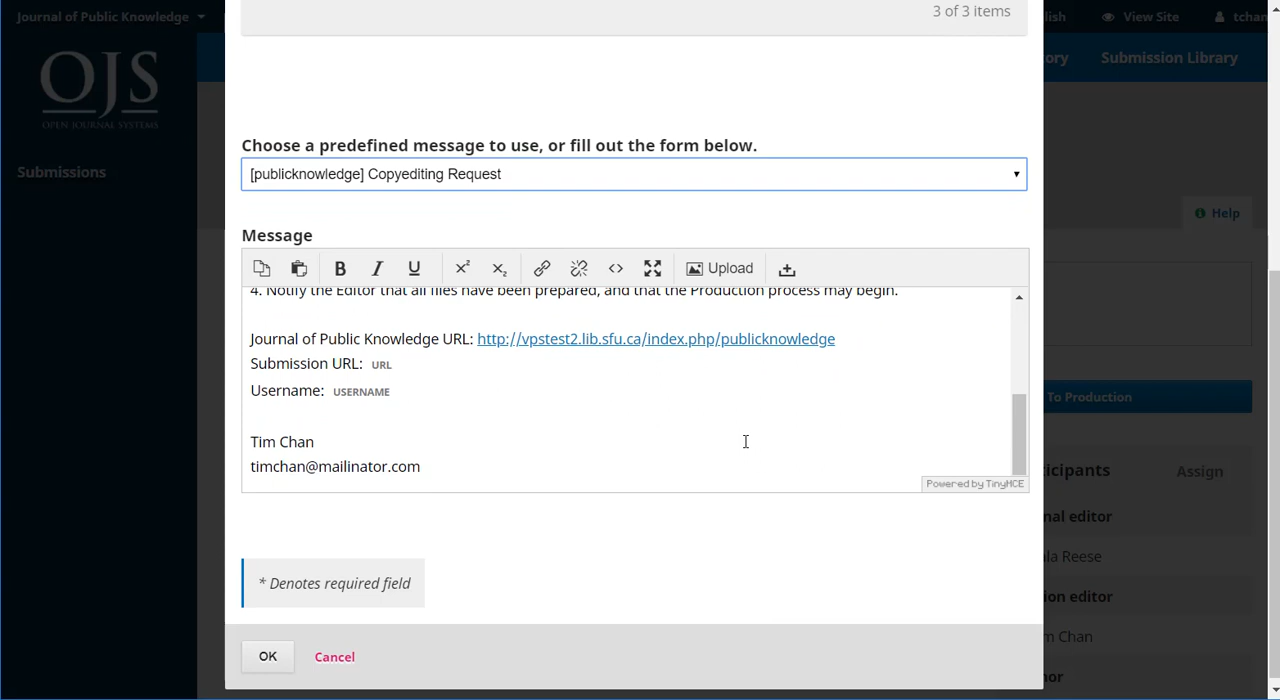 Journal of Public Knowledge
3 of 3 items
View Site
OJS
OPEN JOURNAL SYSTEMS
Submission Library
Submissions
Choose a predefined message to use, or fill out the form below.
[publicknowledge] Copyediting Request
Help
Message
B I U x² x₂ Upload
4. Notify the Editor that all files have been prepared, and that the Production process may begin.
Journal of Public Knowledge URL: http://vpstest2.lib.sfu.ca/index.php/publicknowledge
Submission URL: URL
Username: USERNAME
To Production
Tim Chan
timchan@mailinator.com
Assign
Powered by TinyMCE
* Denotes required field
OK Cancel